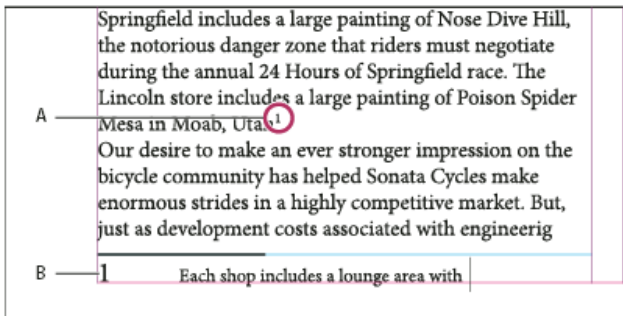 Springfield includes a large painting of Nose Dive Hill,
the notorious danger zone that riders must negotiate
during the annual 24 Hours of Springfield race. The
Lincoln store includes a large painting of Poison Spider
A
Mesa in Moab, Utah1
Our desire to make an ever stronger impression on the
bicycle community has helped Sonata Cycles make
enormous strides in a highly competitive market. But,
just as development costs associated with engineerig
B
1 Each shop includes a lounge area with